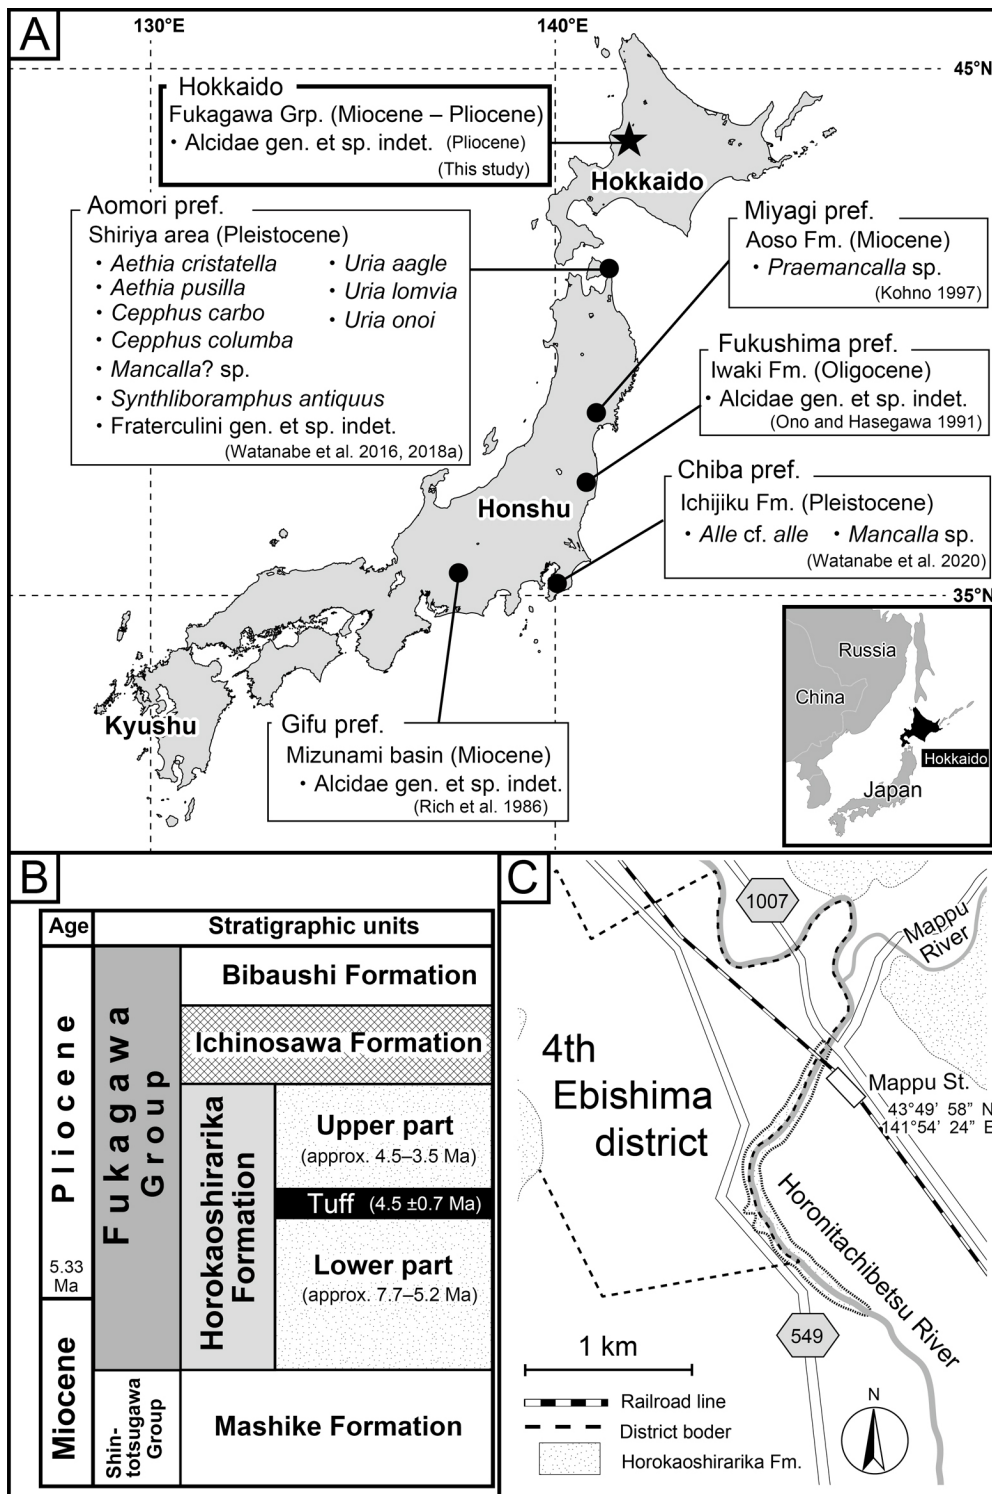 A
130°E
140°E
45°N
Hokkaido
Fukagawa Grp. (Miocene – Pliocene)
・Alcidae gen. et sp. indet. (Pliocene)
(This study)
Hokkaido
Aomori pref.
Shiriya area (Pleistocene)
・Aethia cristatella ・Uria aagle
・Aethia pusilla ・Uria lomvia
・Cepphus carbo ・Uria onoi
・Cepphus columba
・Mancalla? sp.
・Synthliboramphus antiquus
・Fraterculini gen. et sp. indet.
(Watanabe et al. 2016, 2018a)
Miyagi pref.
Aoso Fm. (Miocene)
・Praemancalla sp.
(Kohno 1997)
Fukushima pref.
Iwaki Fm. (Oligocene)
・Alcidae gen. et sp. indet.
(Ono and Hasegawa 1991)
Chiba pref.
Ichijiku Fm. (Pleistocene)
・Alle cf. alle ・Mancalla sp.
(Watanabe et al. 2020)
Honshu
35°N
Kyushu
Gifu pref.
Mizunami basin (Miocene)
・Alcidae gen. et sp. indet.
(Rich et al. 1986)
Russia
China
Hokkaido
Japan
B
Age
Stratigraphic units
Pliocene
5.33
Ma
Miocene
Fukagawa
Group
Bibaushi Formation
Ichinosawa Formation
Horokaoshirarika
Formation
Upper part
(approx. 4.5–3.5 Ma)
Tuff (4.5 ±0.7 Ma)
Lower part
(approx. 7.7–5.2 Ma)
Shin-
totsugawa
Group
Mashike Formation
C
1007
Mappu
River
4th
Ebishima
district
Mappu St.
43°49' 58” N
141°54' 24” E
Horonitachibetsu River
549
1 km
Railroad line
District boder
Horokaoshirarika Fm.
N